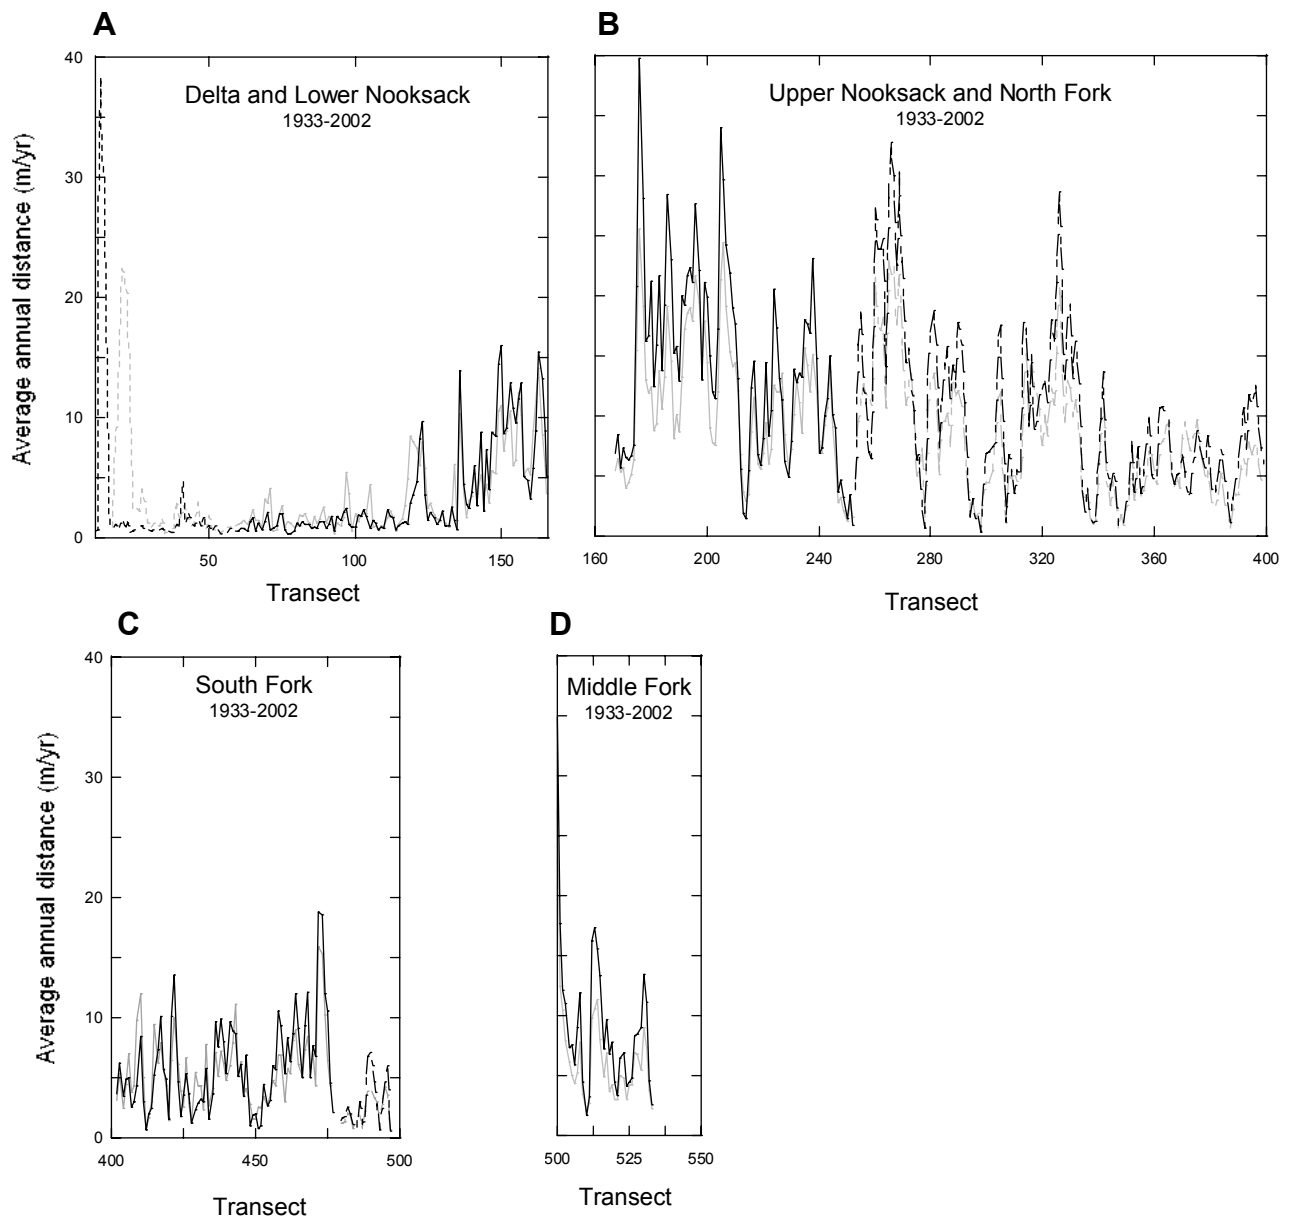 A
B
Average annual distance (m/yr)
40
30
20
10
0
Delta and Lower Nooksack
1933-2002
50
100
150
Transect
Upper Nooksack and North Fork
1933-2002
160
200
240
280
320
360
400
Transect
C
D
Average annual distance (m/yr)
40
30
20
10
0
South Fork
1933-2002
400
450
500
Transect
Middle Fork
1933-2002
500
525
550
Transect